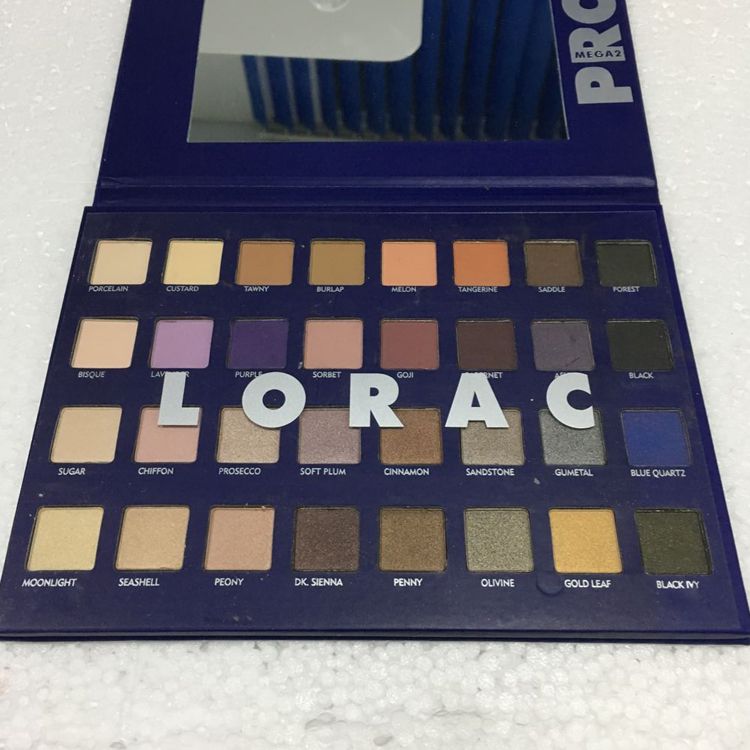 PRO
MEGA2
PORCELAIN CUSTARD TAWNY BURLAP MELON TANGERINE SADDLE FOREST
BISQUE PURPLE SORBET GOJI BLACK
LORAC
SUGAR CHIFFON PROSECCO SOFT PLUM CINNAMON SANDSTONE GUMETAL BLUE QUARTZ
MOONLIGHT SEASHELL PEONY DK. SIENNA PENNY OLIVINE GOLD LEAF BLACK IVY